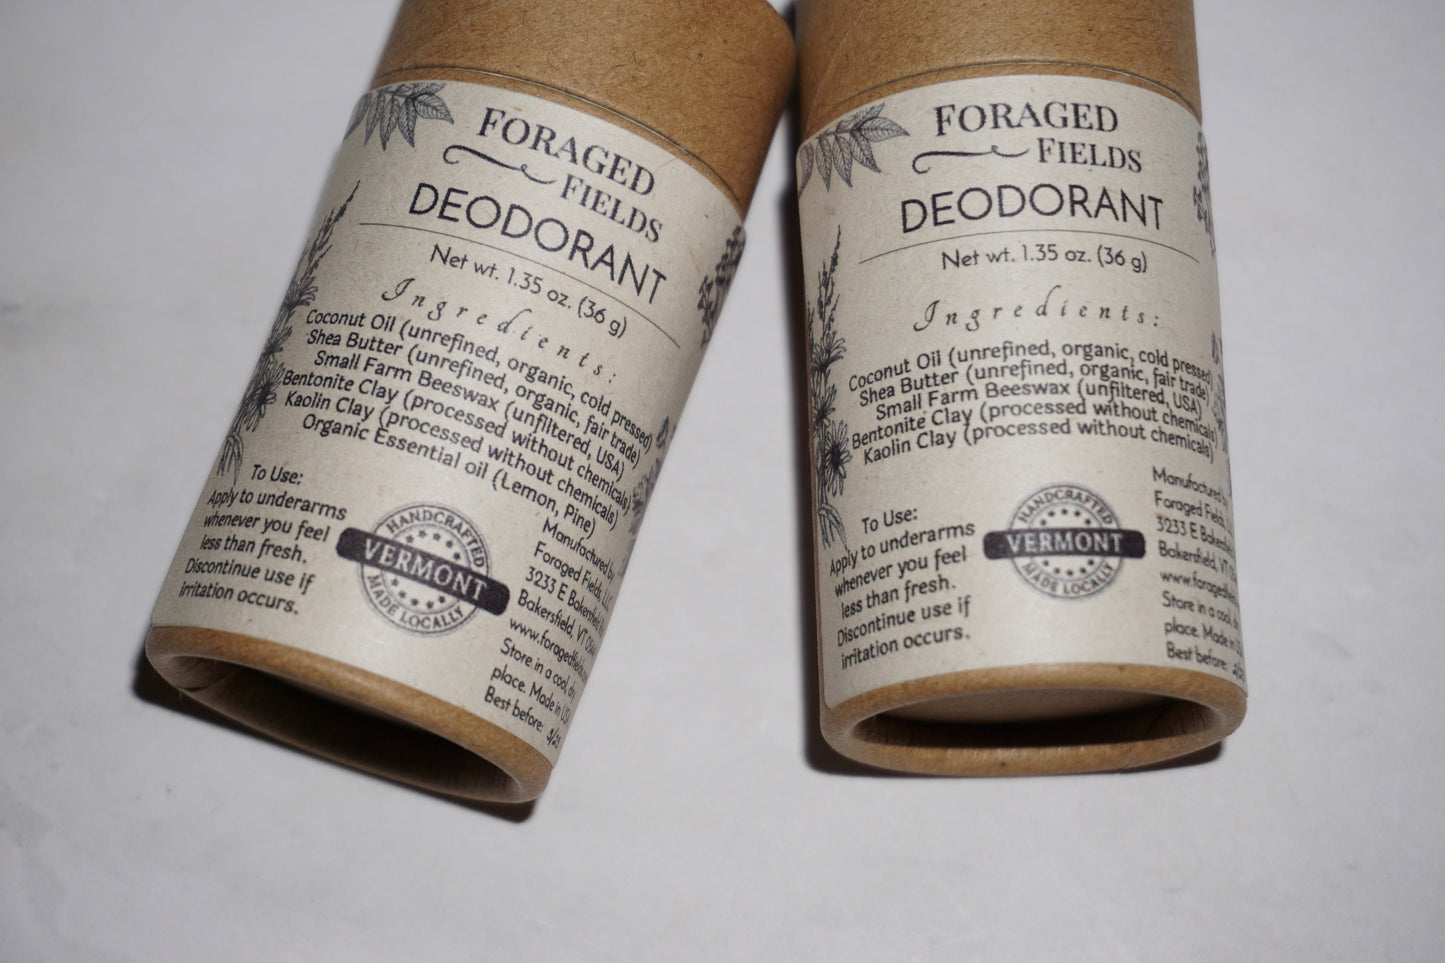 FORAGED
FIELDS
DEODORANT
Net wt. 1.35 oz. (36 g)
Ingredients:
Coconut Oil (unrefined, organic, cold pressed)
Shea Butter (unrefined, organic, fair trade)
Small Farm Beeswax (unfiltered, USA)
Bentonite Clay (processed without chemicals)
Kaolin Clay (processed without chemicals)
Organic Essential oil (Lemon, Pine)
To Use:
Apply to underarms
whenever you feel
less than fresh.
Discontinue use if
irritation occurs.
HANDCRAFTED
VERMONT
MADE LOCALLY
Manufactured by
Foraged Fields,
3233 E Bakersfield
Bakersfield, VT
Store in a cool, dry
place. Made in USA
Best before:
FORAGED
FIELDS
DEODORANT
Net wt. 1.35 oz. (36 g)
Ingredients:
Coconut Oil (unrefined, organic, cold pressed)
Shea Butter (unrefined, organic, fair trade)
Small Farm Beeswax (unfiltered, USA)
Bentonite Clay (processed without chemicals)
Kaolin Clay (processed without chemicals)
To Use:
Apply to underarms
whenever you feel
less than fresh.
Discontinue use if
irritation occurs.
HANDCRAFTED
VERMONT
MADE LOCALLY
Manufactured by
Foraged Fields,
3233 E
Bakersfield, VT
Store in a cool, dry
place. Made in
Best before: